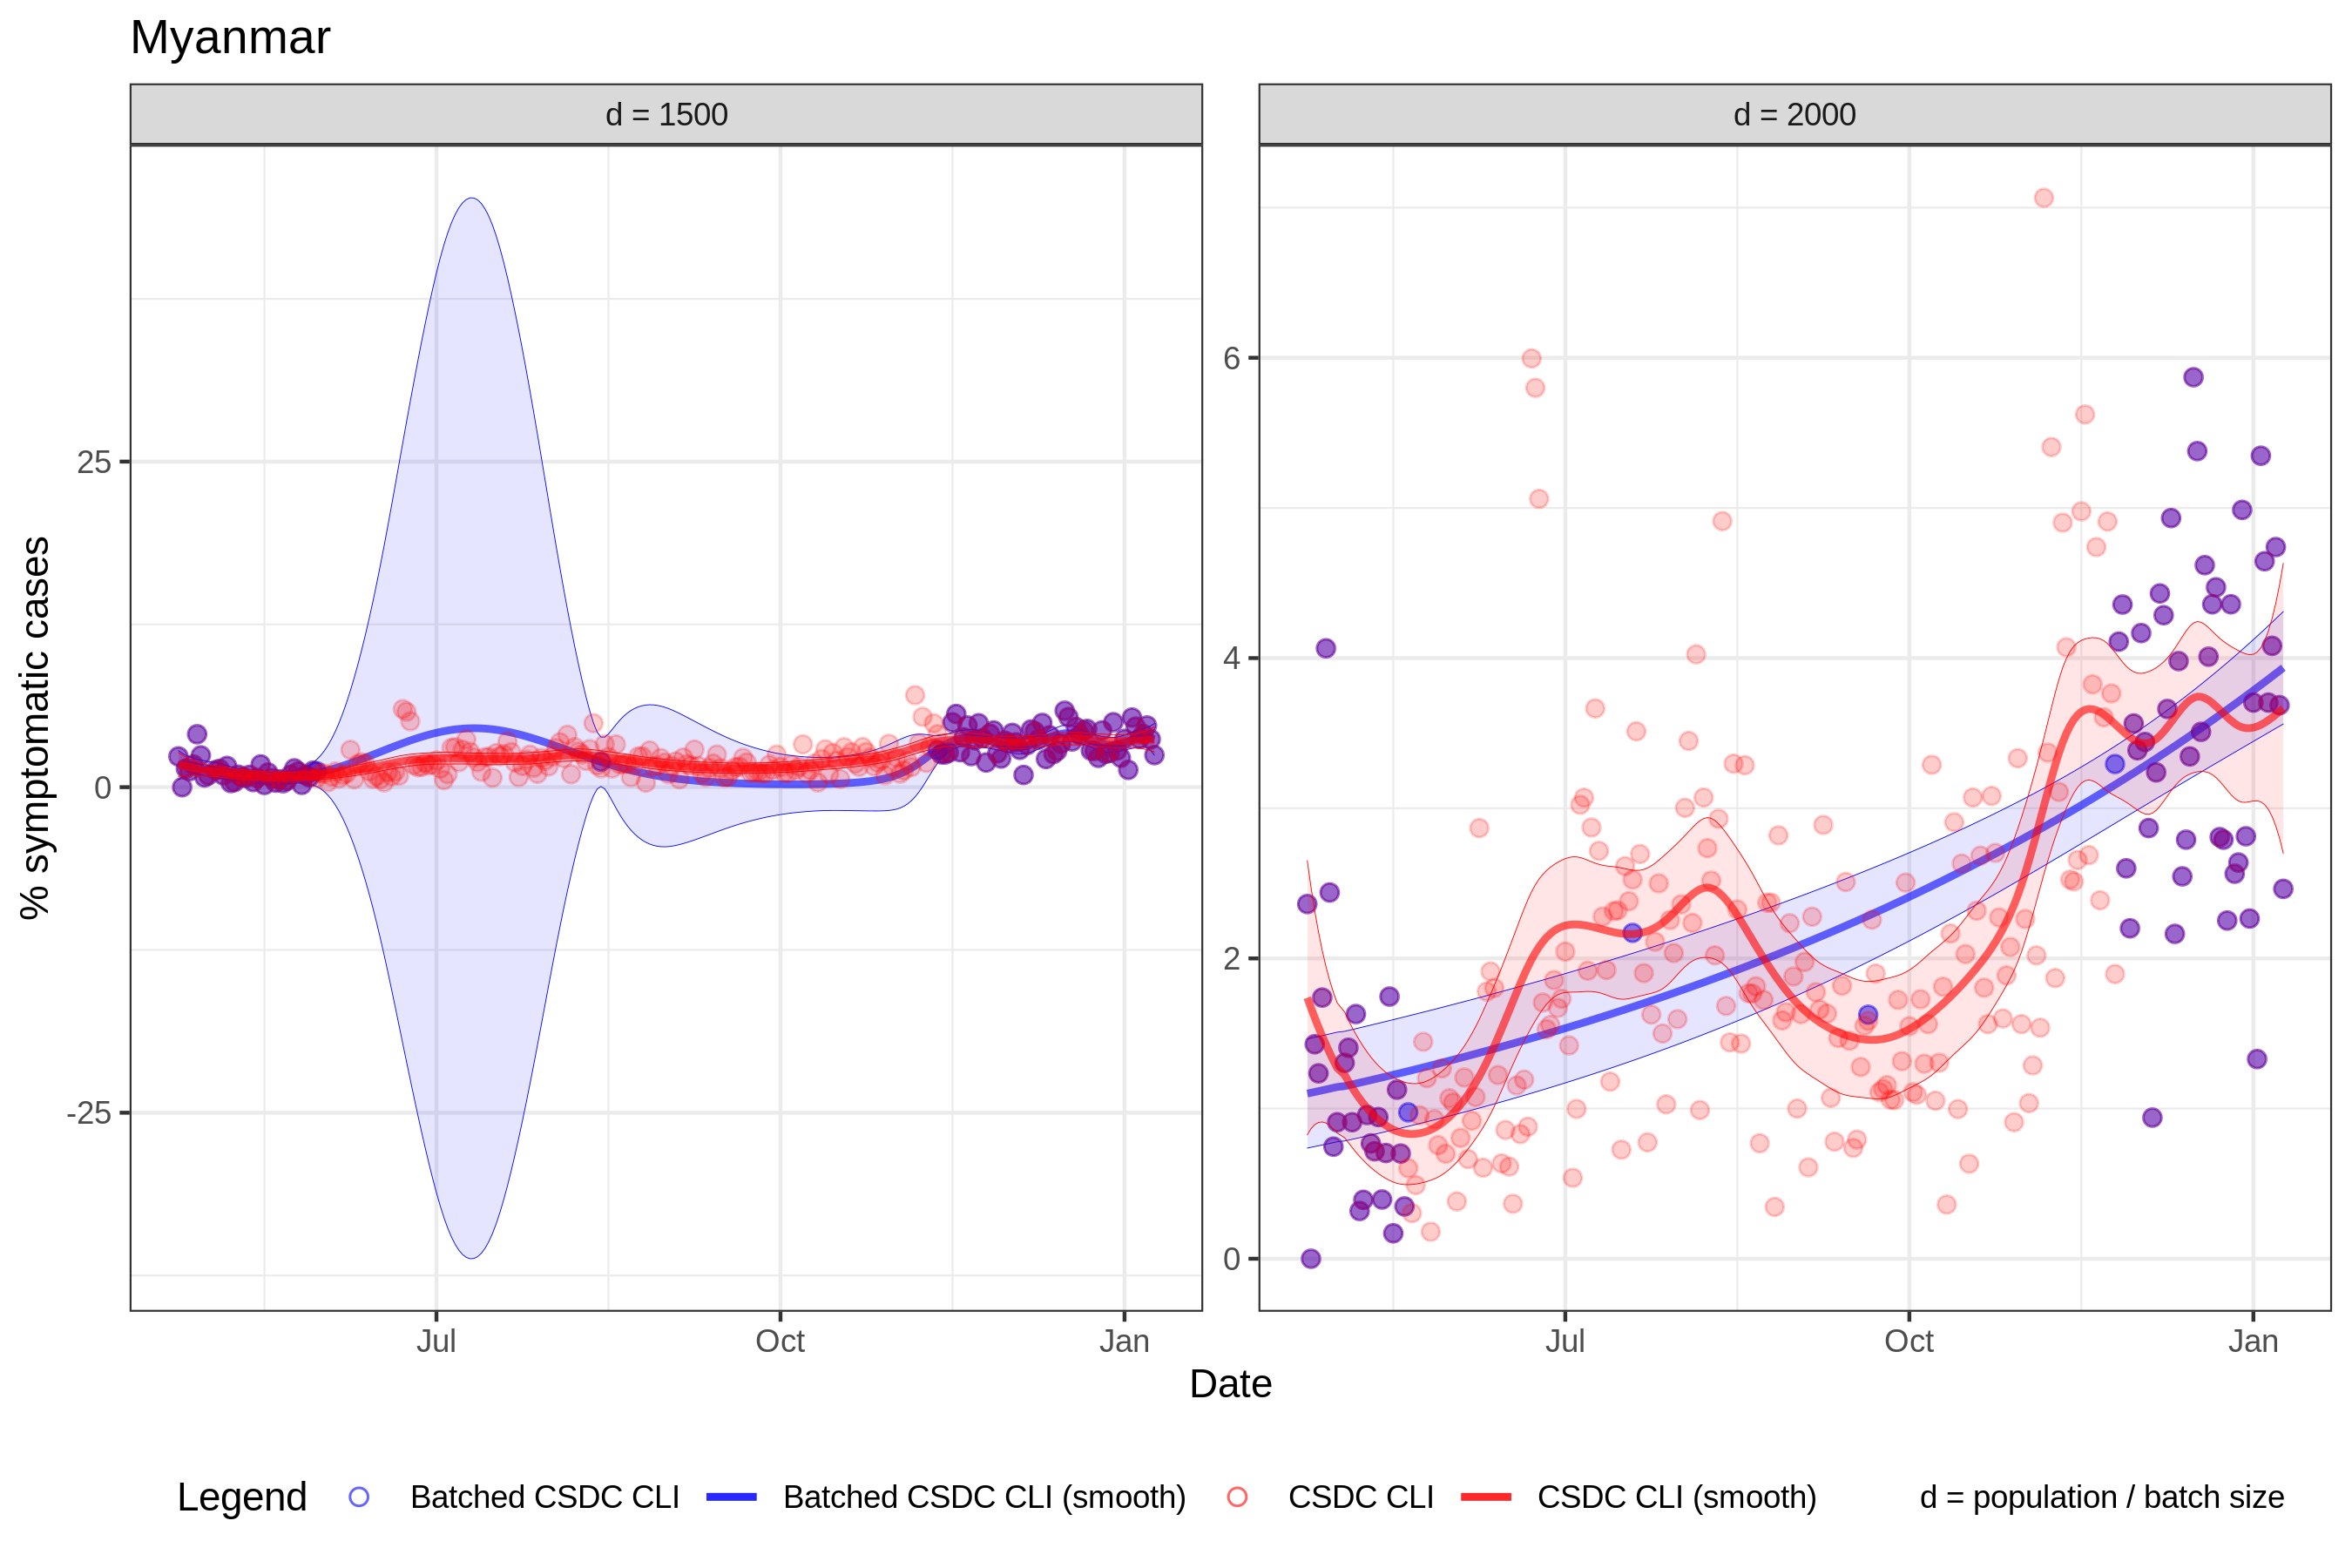 Myanmar
d = 1500
d = 2000
% symptomatic cases
25
0
-25
6
4
2
0
Jul
Oct
Jan
Jul
Oct
Jan
Date
Legend
Batched CSDC CLI
Batched CSDC CLI (smooth)
CSDC CLI
CSDC CLI (smooth)
d = population / batch size